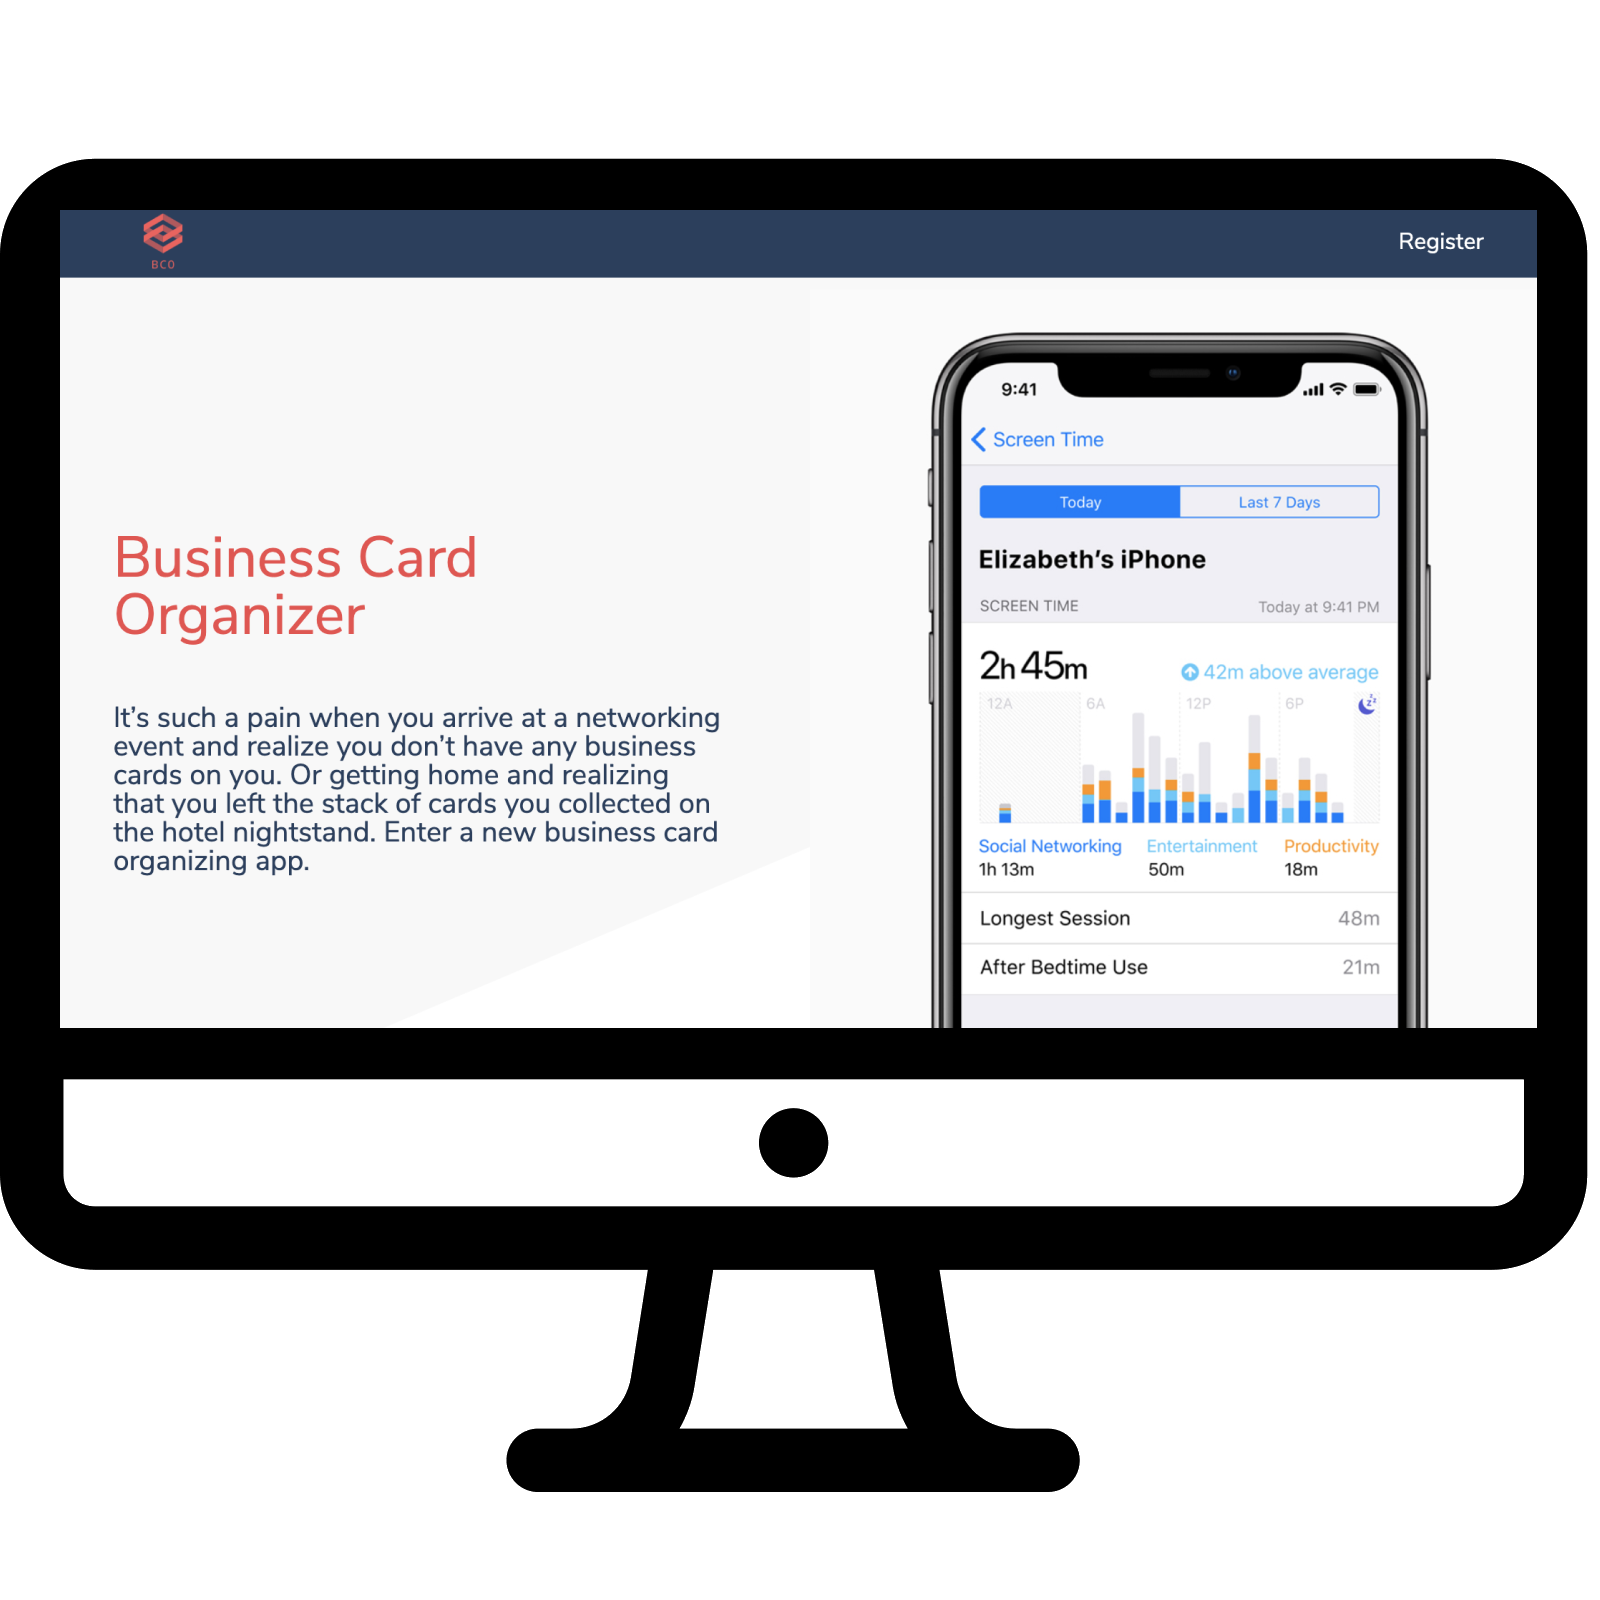 BCO
Register
Business Card
Organizer
It's such a pain when you arrive at a networking
event and realize you don't have any business
cards on you. Or getting home and realizing
that you left the stack of cards you collected on
the hotel nightstand. Enter a new business card
organizing app.
9:41
Screen Time
Today Last 7 Days
Elizabeth's iPhone
SCREEN TIME Today at 9:41 PM
2h 45m 42m above average
12A 6A 12P 6P
Social Networking Entertainment Productivity
1h 13m 50m 18m
Longest Session 48m
After Bedtime Use 21m